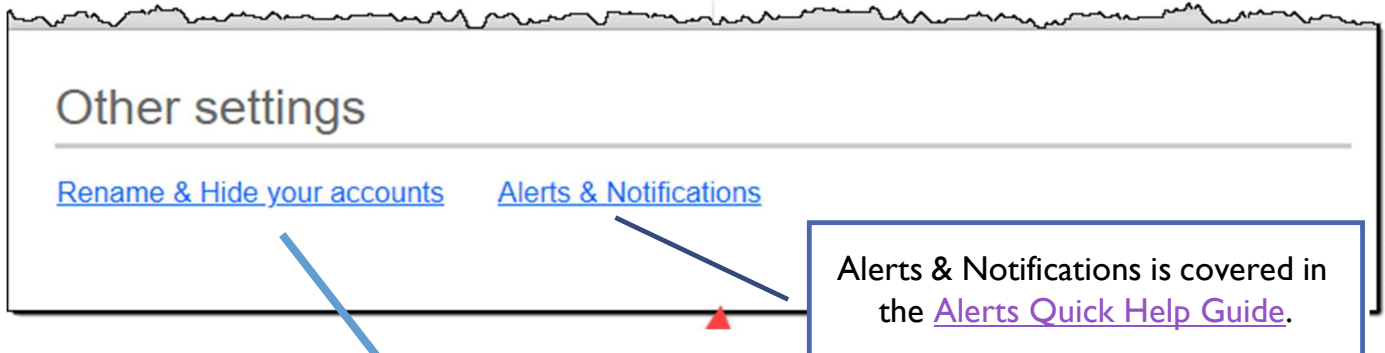 Other settings
Rename & Hide your accounts Alerts & Notifications
Alerts & Notifications is covered in
the Alerts Quick Help Guide.